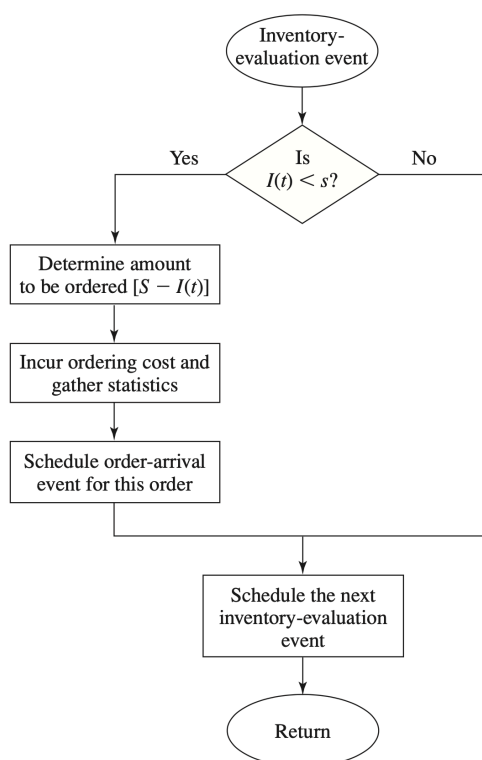 Inventory-
evaluation event
Is
I(t) < s?
Yes
No
Determine amount
to be ordered [S − I(t)]
Incur ordering cost and
gather statistics
Schedule order-arrival
event for this order
Schedule the next
inventory-evaluation
event
Return